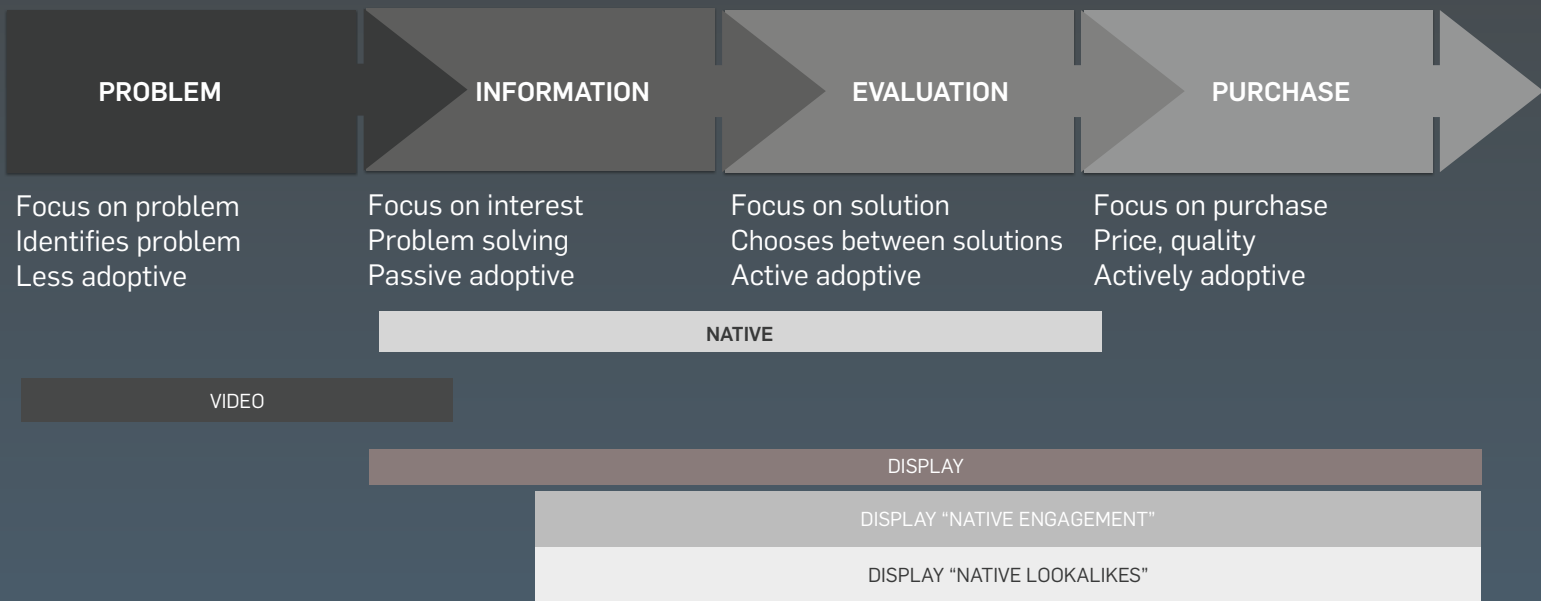 PROBLEM
INFORMATION
EVALUATION
PURCHASE
Focus on problem
Identifies problem
Less adoptive
Focus on interest
Problem solving
Passive adoptive
Focus on solution
Chooses between solutions
Active adoptive
Focus on purchase
Price, quality
Actively adoptive
NATIVE
VIDEO
DISPLAY
DISPLAY “NATIVE ENGAGEMENT”
DISPLAY “NATIVE LOOKALIKES”